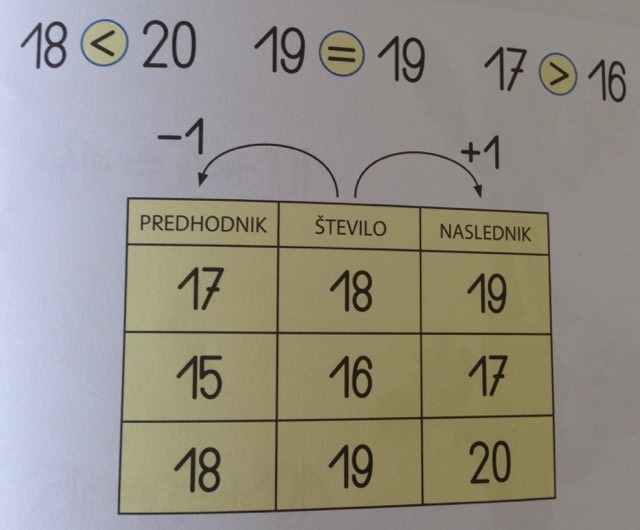 18 < 20 19 = 19 17 > 16
−1 +1
PREDHODNIK ŠTEVILO NASLEDNIK
17 18 19
15 16 17
18 19 20